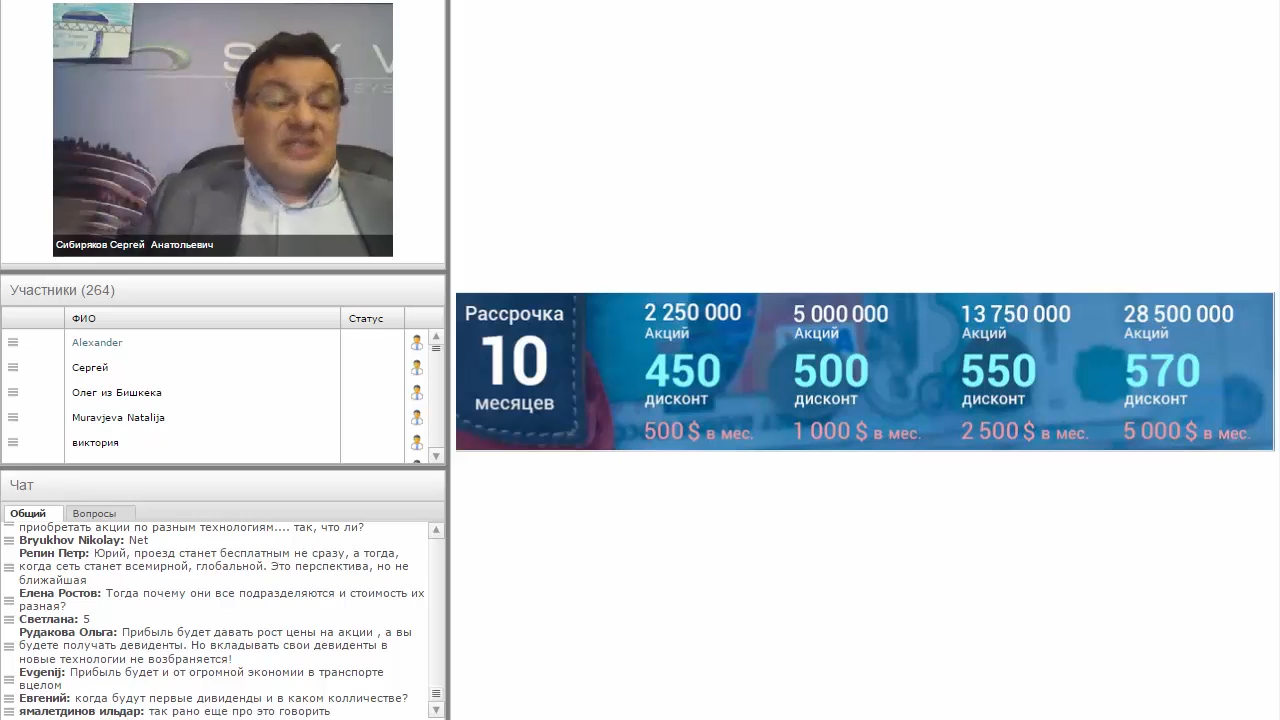 SKY W
Сибиряков Сергей Анатольевич
Участники (264)
ФИО
Статус
Alexander
Сергей
Олег из Бишкека
Muravjeva Natalija
виктория
Чат
Общий
Вопросы
приобретать акции по разным технологиям.... так, что ли?
Bryukhov Nikolay: Net
Репин Петр: Юрий, проезд станет бесплатным не сразу, а тогда,
когда сеть станет всемирной, глобальной. Это перспектива, но не
ближайшая
Елена Ростов: Тогда почему они все подразделяются и стоимость их
разная?
Светлана: 5
Рудакова Ольга: Прибыль будет давать рост цены на акции , а вы
будете получать девиденты. Но вкладывать свои девиденты в
новые технологии не возбраняется!
Evgenij: Прибыль будет и от огромной экономии в транспорте
вцелом
Евгений: когда будут первые дивиденды и в каком колличестве?
ямалетдинов ильдар: так рано еще про это говорить
Рассрочка
10
месяцев
2 250 000
Акций
450
дисконт
500 $ в мес.
5 000 000
Акций
500
дисконт
1 000 $ в мес.
13 750 000
Акций
550
дисконт
2 500 $ в мес.
28 500 000
Акций
570
дисконт
5 000 $ в мес.